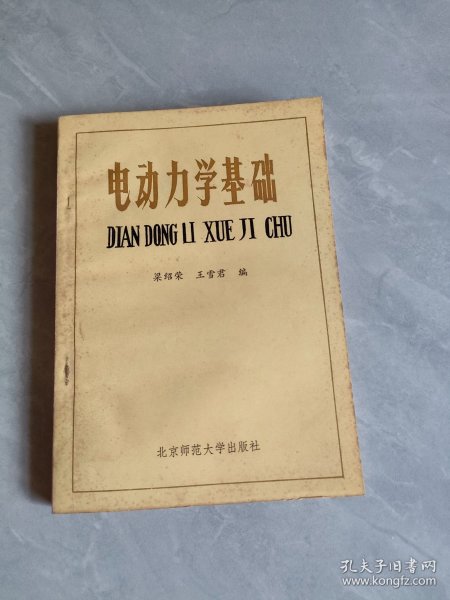 电动力学基础
DIAN DONG LI XUE JI CHU
梁绍荣 王雪君 编
北京师范大学出版社
孔夫子旧书网
www.kongfz.com